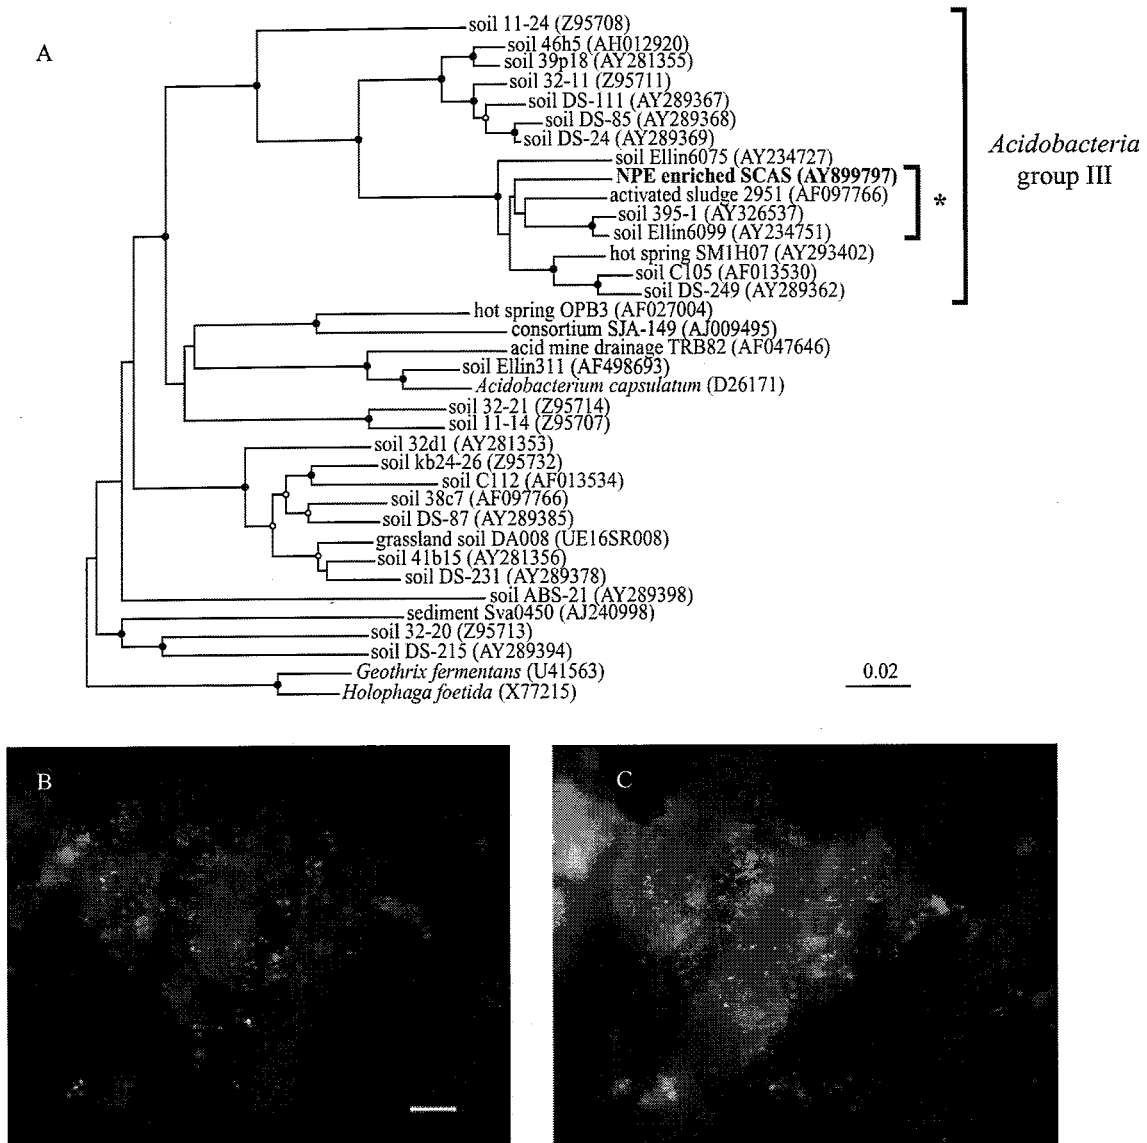 A
soil 11-24 (Z95708)
soil 46h5 (AH012920)
soil 39p18 (AY281355)
soil 32-11 (Z95711)
soil DS-111 (AY289367)
soil DS-85 (AY289368)
soil DS-24 (AY289369)
soil Ellin6075 (AY234727)
NPE enriched SCAS (AY899797)
activated sludge 2951 (AF097766)
soil 395-1 (AY326537)
soil Ellin6099 (AY234751)
hot spring SM1H07 (AY293402)
soil C105 (AF013530)
soil DS-249 (AY289362)
*
Acidobacteria
group III
hot spring OPB3 (AF027004)
consortium SJA-149 (AJ009495)
acid mine drainage TRB82 (AF047646)
soil Ellin311 (AF498693)
Acidobacterium capsulatum (D26171)
soil 32-21 (Z95714)
soil 11-14 (Z95707)
soil 32d1 (AY281353)
soil kb24-26 (Z95732)
soil C112 (AF013534)
soil 38c7 (AF097766)
soil DS-87 (AY289385)
grassland soil DA008 (UE16SR008)
soil 41b15 (AY281356)
soil DS-231 (AY289378)
soil ABS-21 (AY289398)
sediment Sva0450 (AJ240998)
soil 32-20 (Z95713)
soil DS-215 (AY289394)
Geothrix fermentans (U41563)
Holophaga foetida (X77215)
0.02
B
C